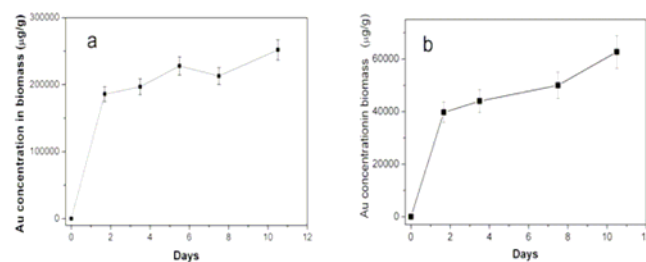 a
Au concentration in biomass (µg/g)
300000
200000
100000
0
0 2 4 6 8 10 12
Days
b
Au concentrationin biomass (µg/g)
60000
40000
20000
0
0 2 4 6 8 10 12
Days